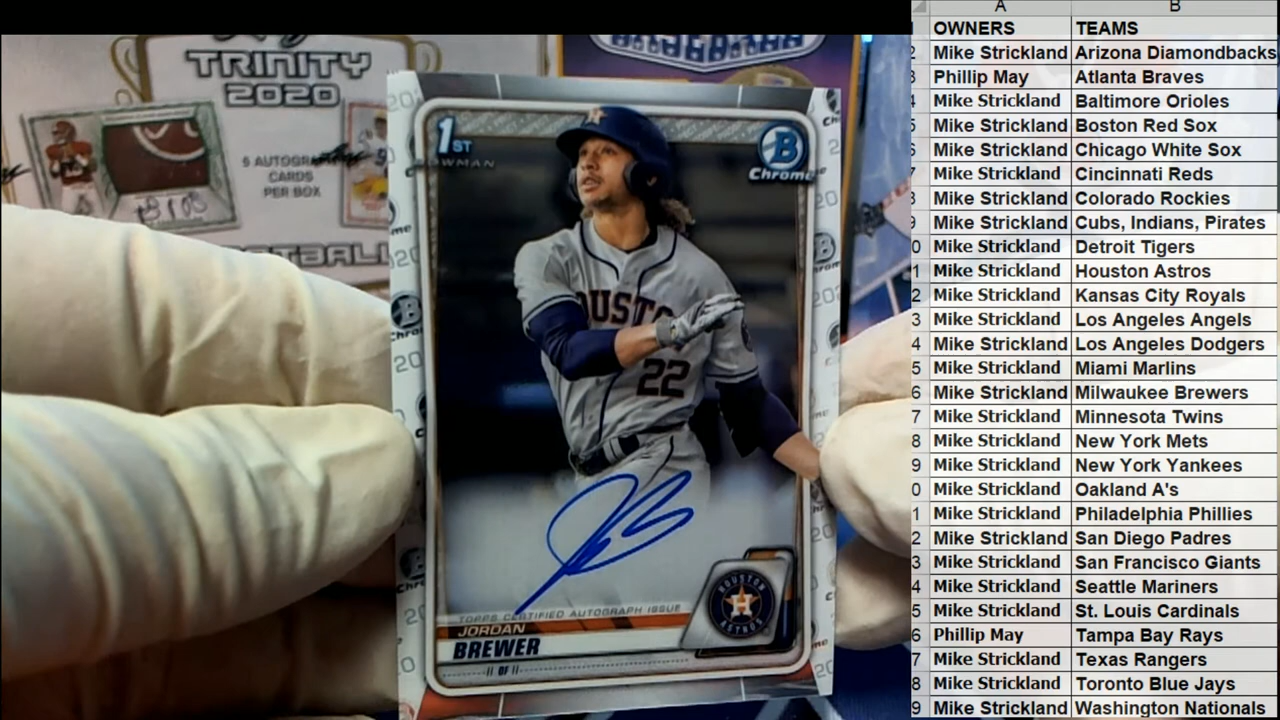 TRINITY
2020
5 AUTOGRAPH
CARDS
PER BOX
1ST
BOWMAN
B
Chrome
HOUSTON
22
TOPPS CERTIFIED AUTOGRAPH ISSUE
JORDAN
BREWER
HOUSTON
ASTROS
A B
OWNERS TEAMS
Mike Strickland Arizona Diamondbacks
Phillip May Atlanta Braves
Mike Strickland Baltimore Orioles
Mike Strickland Boston Red Sox
Mike Strickland Chicago White Sox
Mike Strickland Cincinnati Reds
Mike Strickland Colorado Rockies
Mike Strickland Cubs, Indians, Pirates
Mike Strickland Detroit Tigers
Mike Strickland Houston Astros
Mike Strickland Kansas City Royals
Mike Strickland Los Angeles Angels
Mike Strickland Los Angeles Dodgers
Mike Strickland Miami Marlins
Mike Strickland Milwaukee Brewers
Mike Strickland Minnesota Twins
Mike Strickland New York Mets
Mike Strickland New York Yankees
Mike Strickland Oakland A's
Mike Strickland Philadelphia Phillies
Mike Strickland San Diego Padres
Mike Strickland San Francisco Giants
Mike Strickland Seattle Mariners
Mike Strickland St. Louis Cardinals
Phillip May Tampa Bay Rays
Mike Strickland Texas Rangers
Mike Strickland Toronto Blue Jays
Mike Strickland Washington Nationals